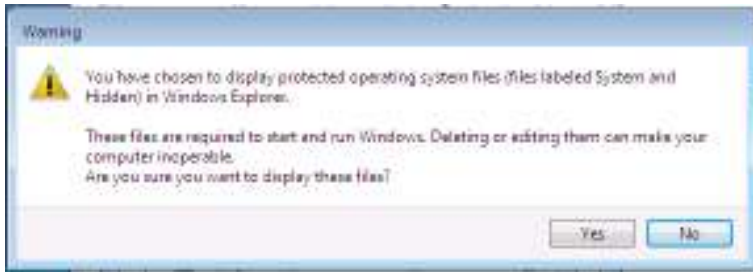 Warning
You have chosen to display protected operating system files (files labeled System and
Hidden) in Windows Explorer.
These files are required to start and run Windows. Deleting or editing them can make your
computer inoperable.
Are you sure you want to display these files?
Yes
No